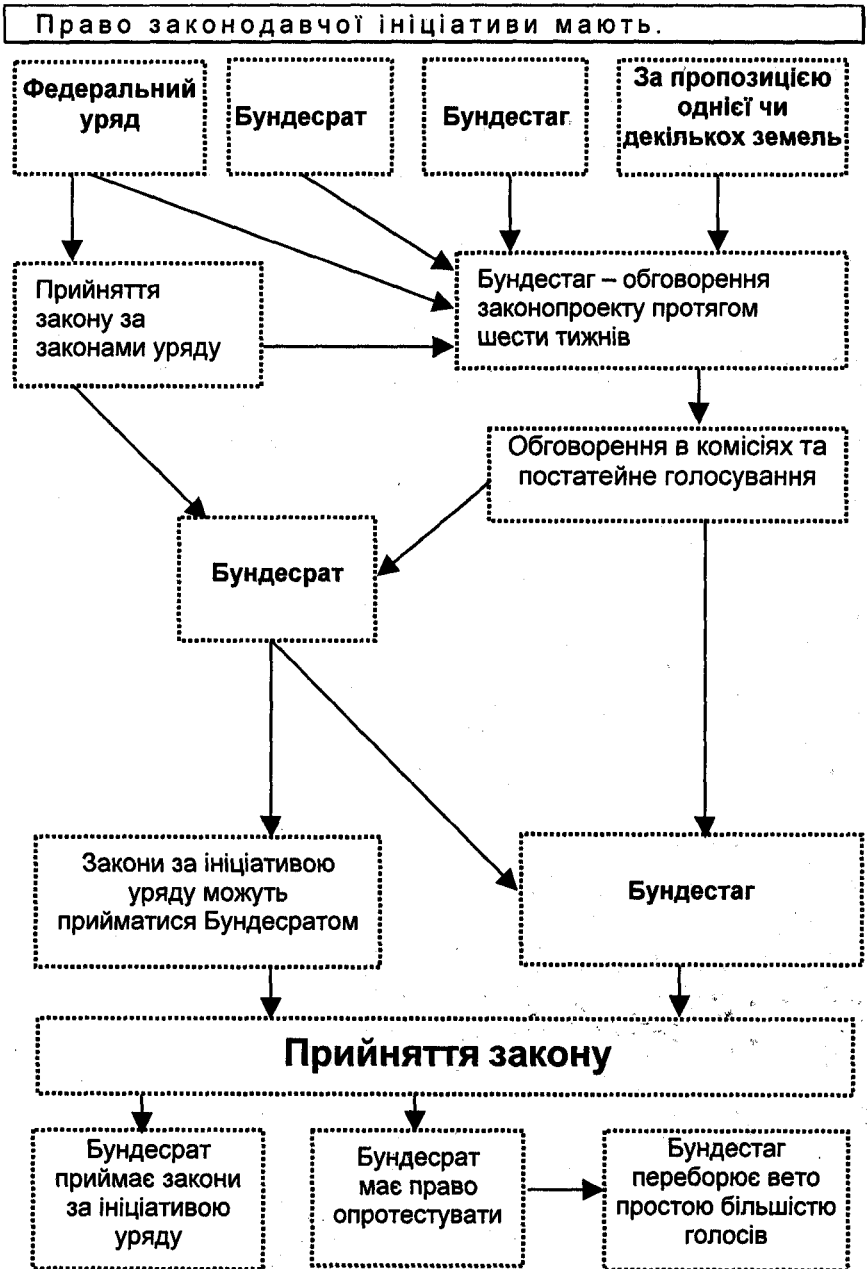 Право законодавчої ініціативи мають.
Федеральний
уряд
Бундесрат
Бундестаг
За пропозицією
однієї чи
декількох земель
Прийняття
закону за
законами уряду
Бундестаг – обговорення
законопроекту протягом
шести тижнів
Обговорення в комісіях та
постатейне голосування
Бундесрат
Закони за ініціативою
уряду можуть
прийматися Бундесратом
Бундестаг
Прийняття закону
Бундесрат
приймає закони
за ініціативою
уряду
Бундесрат
має право
опротестувати
Бундестаг
переборює вето
простою більшістю
голосів